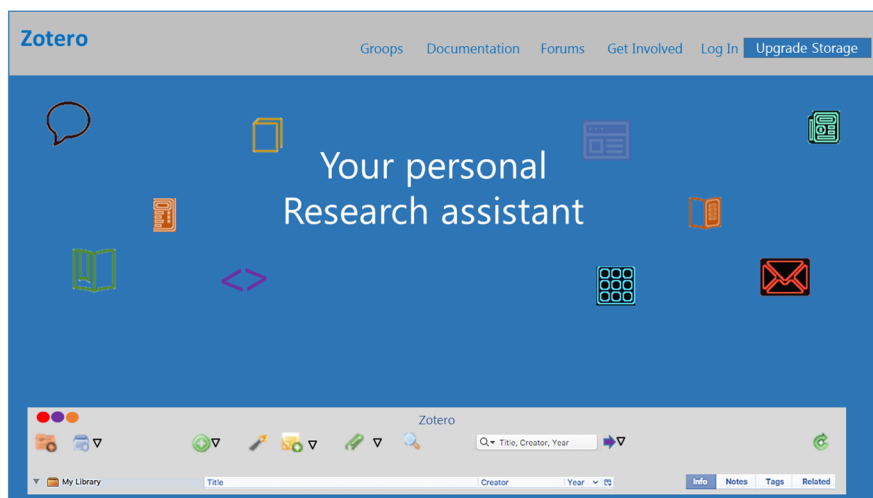 Zotero
Groops Documentation Forums Get Involved Log In Upgrade Storage
Your personal
Research assistant
<>
Zotero
Title, Creator, Year
My Library Title Creator Year Info Notes Tags Related